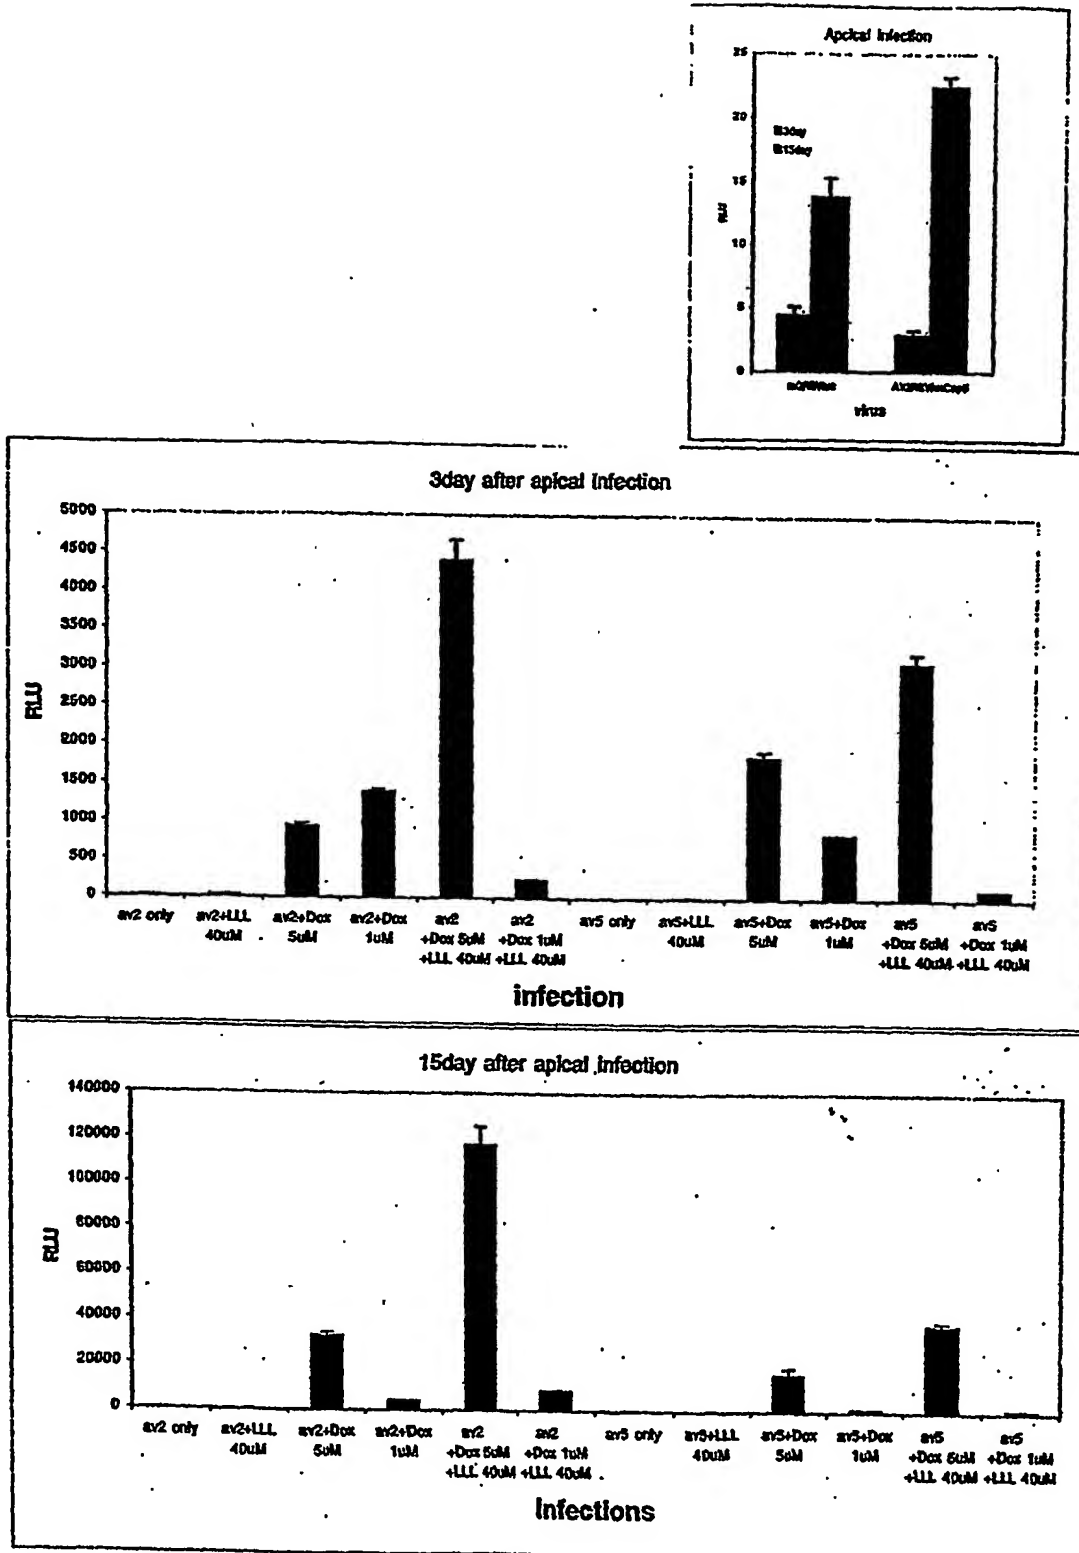 Apical Infection
25
20
15
10
5
0
RLU
3day
15day
virus
3day after apical Infection
5000
4500
4000
3500
3000
2500
2000
1500
1000
500
0
RLU
av2 only av2+LLL av2+Dox av2+Dox av2 av2 av5 only av5+LLL av5+Dox av5+Dox av5 av5
40uM 5uM 1uM +Dox 5uM +Dox 1uM 40uM 5uM 1uM +Dox 5uM +Dox 1uM
+LLL 40uM +LLL 40uM +LLL 40uM +LLL 40uM
infection
15day after apical Infection
140000
120000
100000
80000
60000
40000
20000
0
RLU
av2 only av2+LLL av2+Dox av2+Dox av2 av2 av5 only av5+LLL av5+Dox av5+Dox av5 av5
40uM 5uM 1uM +Dox 5uM +Dox 1uM 40uM 5uM 1uM +Dox 5uM +Dox 1uM
+LLL 40uM +LLL 40uM +LLL 40uM +LLL 40uM
Infections